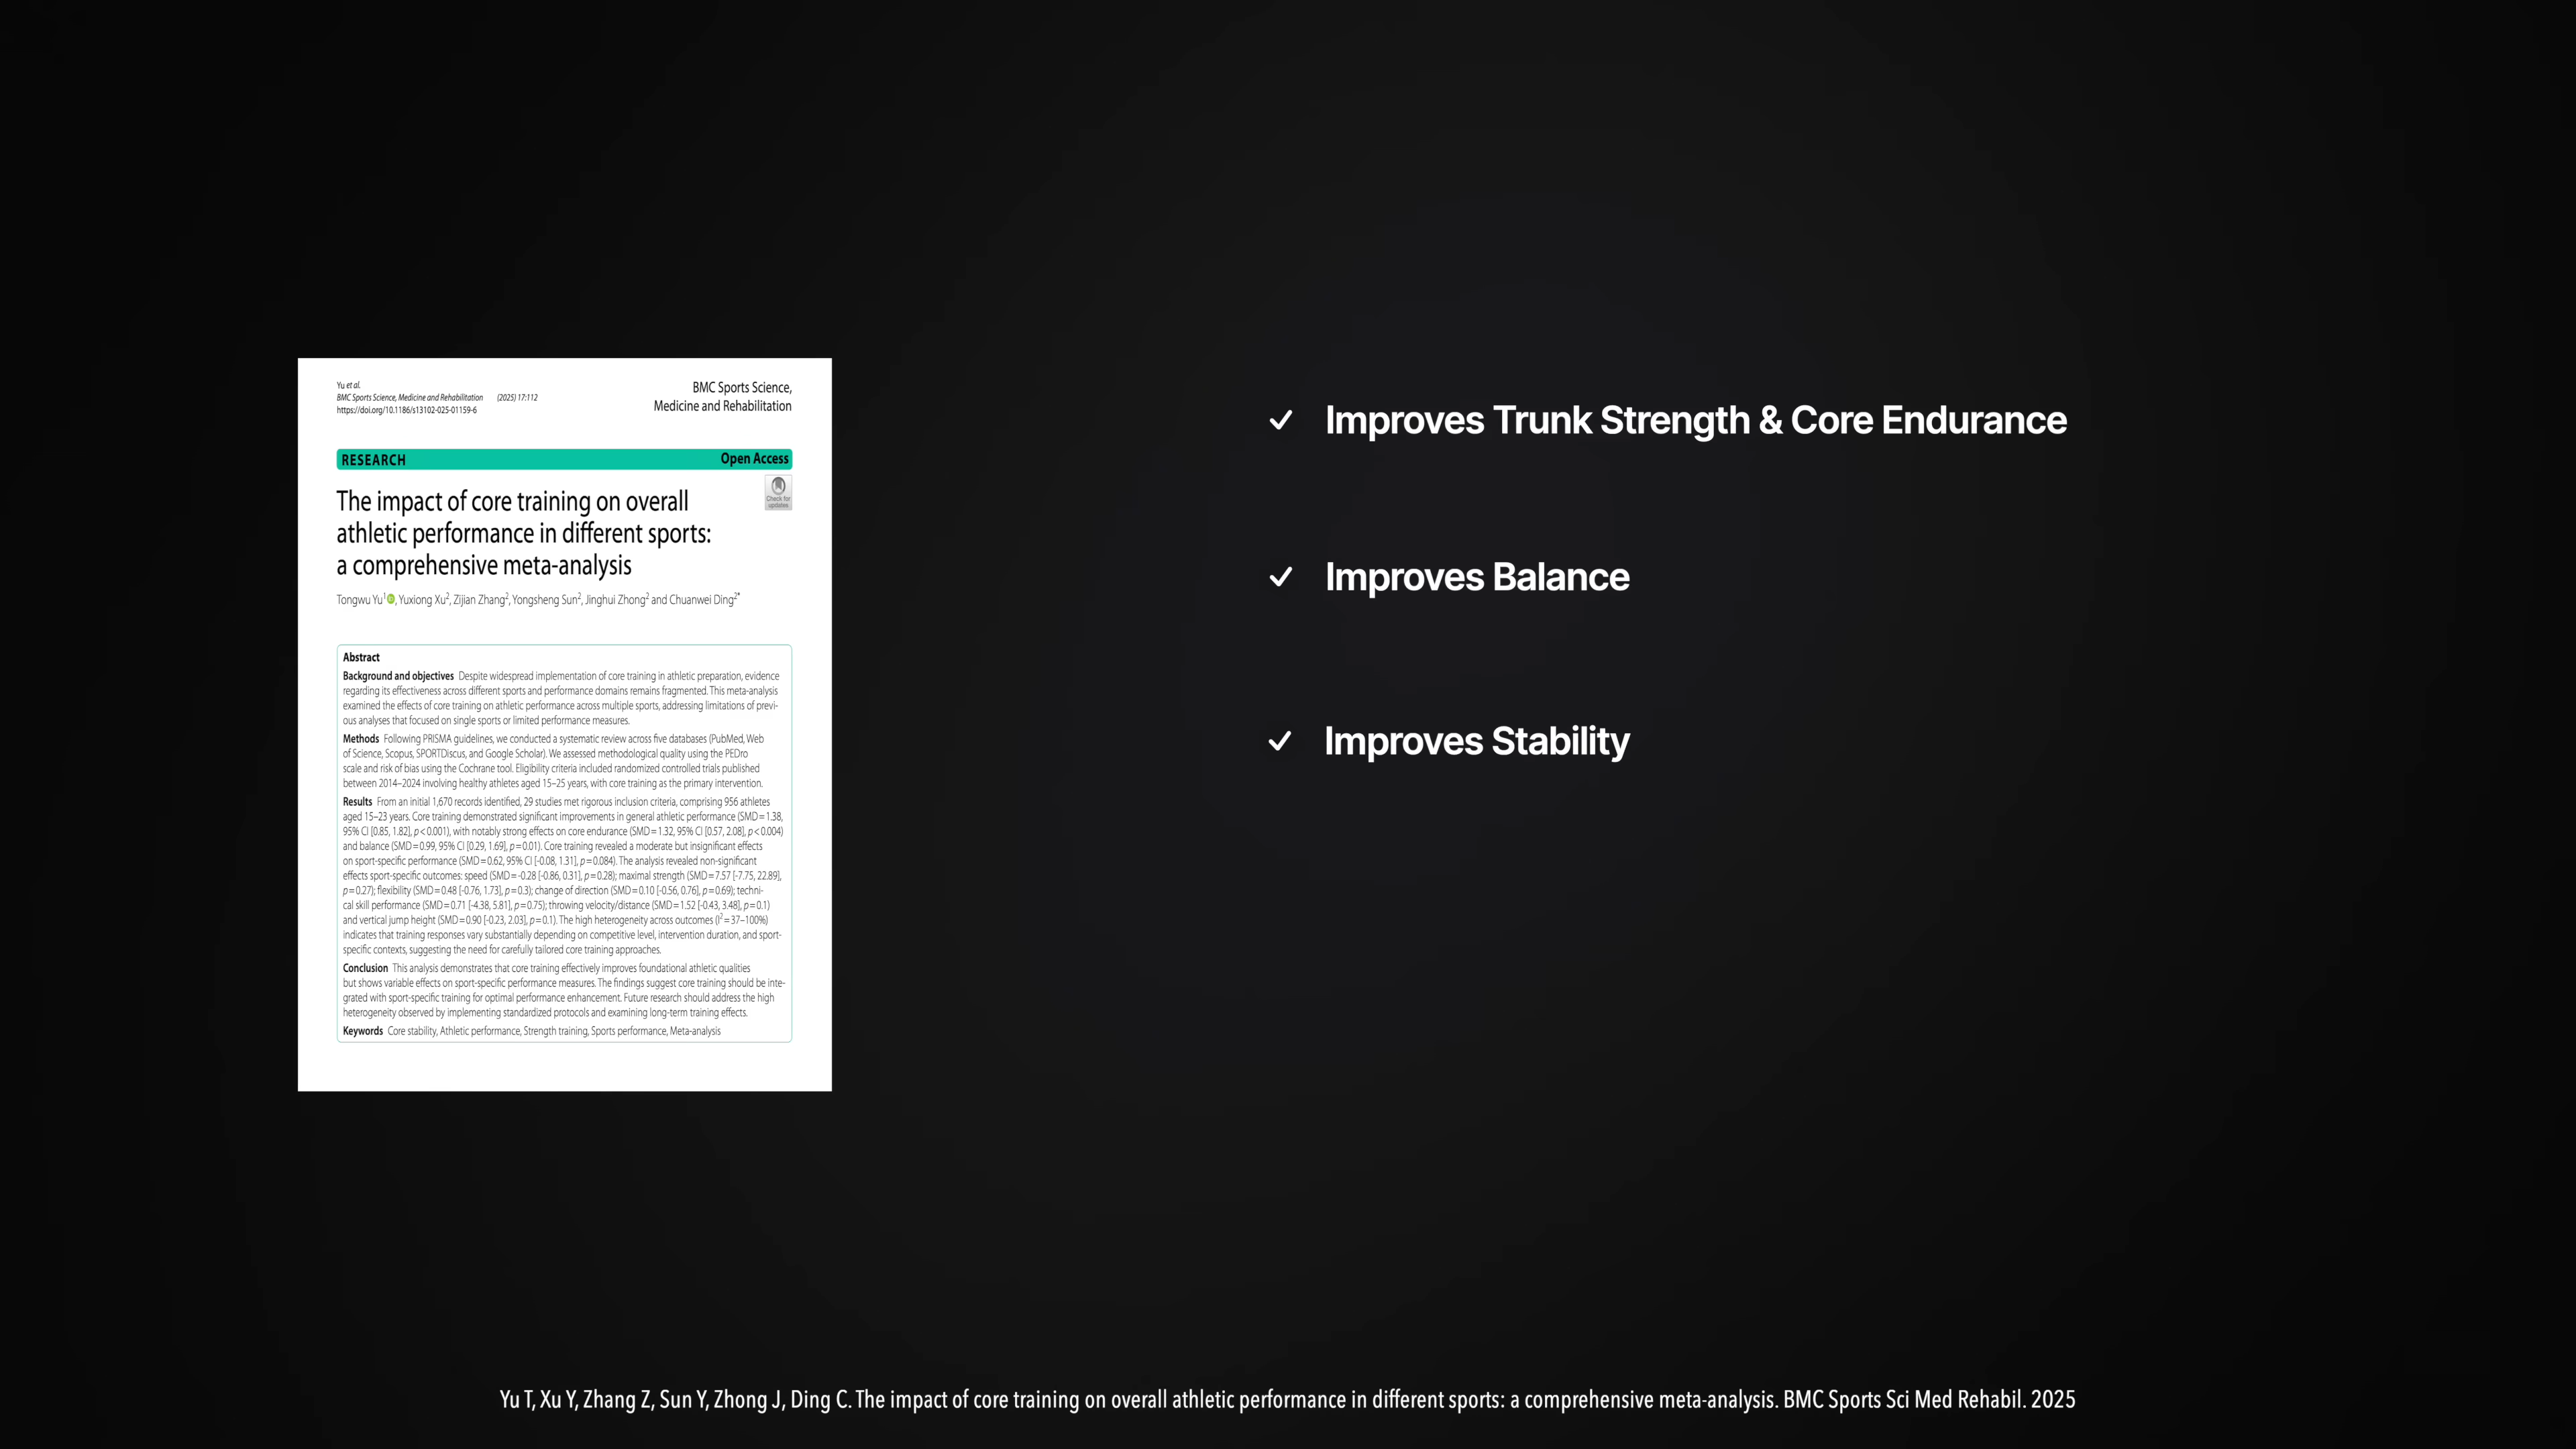 Yu et al.
BMC Sports Science, Medicine and Rehabilitation (2025) 17:112
https://doi.org/10.1186/s13102-025-01159-6
BMC Sports Science,
Medicine and Rehabilitation
RESEARCH Open Access
Check for
updates
The impact of core training on overall
athletic performance in different sports:
a comprehensive meta-analysis
Tongwu Yu1, Yuxiong Xu2, Zijian Zhang2, Yongsheng Sun2, Jinghui Zhong2 and Chuanwei Ding2*
Abstract
Background and objectives Despite widespread implementation of core training in athletic preparation, evidence
regarding its effectiveness across different sports and performance domains remains fragmented. This meta-analysis
examined the effects of core training on athletic performance across multiple sports, addressing limitations of previ-
ous analyses that focused on single sports or limited performance measures.
Methods Following PRISMA guidelines, we conducted a systematic review across five databases (PubMed, Web
of Science, Scopus, SPORTDiscus, and Google Scholar). We assessed methodological quality using the PEDro
scale and risk of bias using the Cochrane tool. Eligibility criteria included randomized controlled trials published
between 2014–2024 involving healthy athletes aged 15–25 years, with core training as the primary intervention.
Results From an initial 1,670 records identified, 29 studies met rigorous inclusion criteria, comprising 956 athletes
aged 15–23 years. Core training demonstrated significant improvements in general athletic performance (SMD=1.38,
95% CI [0.85, 1.82], p<0.001), with notably strong effects on core endurance (SMD=1.32, 95% CI [0.57, 2.08], p<0.004)
and balance (SMD=0.99, 95% CI [0.29, 1.69], p=0.01). Core training revealed a moderate but insignificant effects
on sport-specific performance (SMD=0.62, 95% CI [-0.08, 1.31], p=0.084). The analysis revealed non-significant
effects sport-specific outcomes: speed (SMD=-0.28 [-0.86, 0.31], p=0.28); maximal strength (SMD=7.57 [-7.75, 22.89],
p=0.27); flexibility (SMD=0.48 [-0.76, 1.73], p=0.3); change of direction (SMD=0.10 [-0.56, 0.76], p=0.69); techni-
cal skill performance (SMD=0.71 [-4.38, 5.81], p=0.75); throwing velocity/distance (SMD=1.52 [-0.43, 3.48], p=0.1)
and vertical jump height (SMD=0.90 [-0.23, 2.03], p=0.1). The high heterogeneity across outcomes (I2=37–100%)
indicates that training responses vary substantially depending on competitive level, intervention duration, and sport-
specific contexts, suggesting the need for carefully tailored core training approaches.
Conclusion This analysis demonstrates that core training effectively improves foundational athletic qualities
but shows variable effects on sport-specific performance measures. The findings suggest core training should be inte-
grated with sport-specific training for optimal performance enhancement. Future research should address the high
heterogeneity observed by implementing standardized protocols and examining long-term training effects.
Keywords Core stability, Athletic performance, Strength training, Sports performance, Meta-analysis
✓ Improves Trunk Strength & Core Endurance
✓ Improves Balance
✓ Improves Stability
Yu T, Xu Y, Zhang Z, Sun Y, Zhong J, Ding C. The impact of core training on overall athletic performance in different sports: a comprehensive meta-analysis. BMC Sports Sci Med Rehabil. 2025